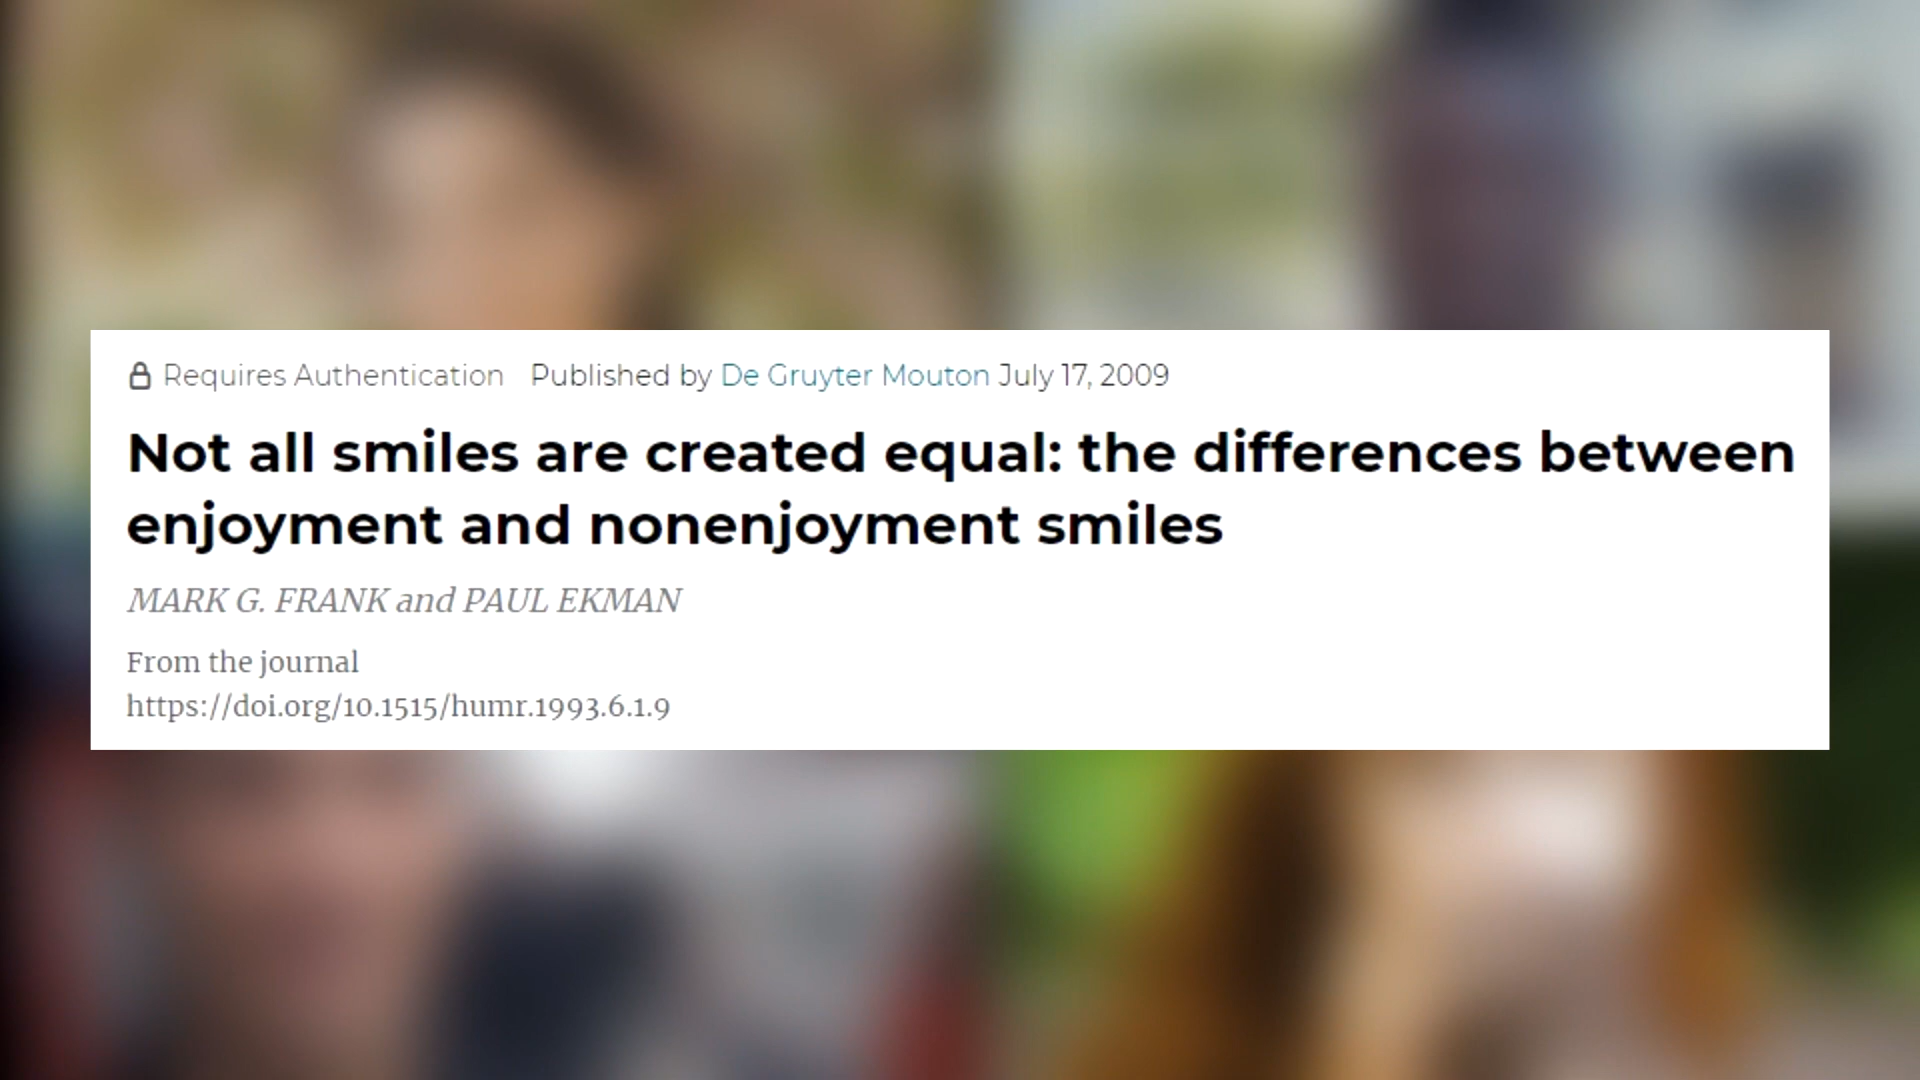 Requires Authentication Published by De Gruyter Mouton July 17, 2009
Not all smiles are created equal: the differences between
enjoyment and nonenjoyment smiles
MARK G. FRANK and PAUL EKMAN
From the journal
https://doi.org/10.1515/humr.1993.6.1.9